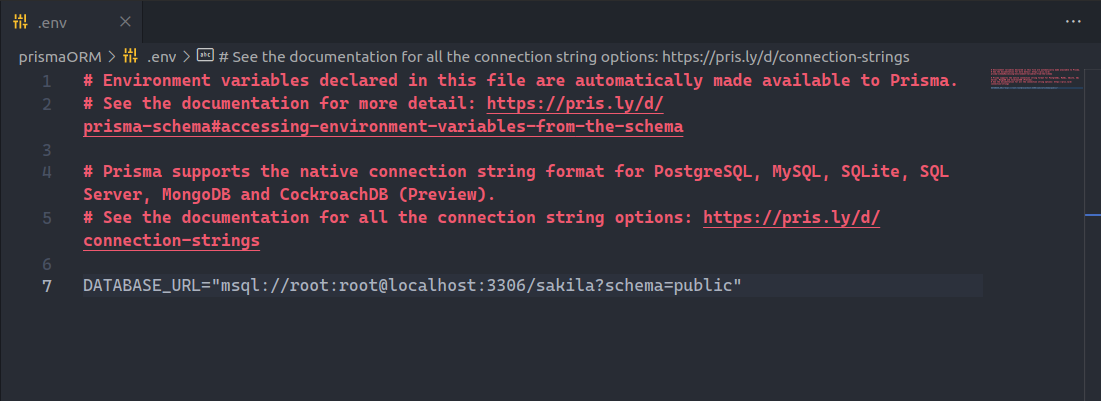 .env
prismaORM > .env > # See the documentation for all the connection string options: https://pris.ly/d/connection-strings
1 # Environment variables declared in this file are automatically made available to Prisma.
2 # See the documentation for more detail: https://pris.ly/d/
prisma-schema#accessing-environment-variables-from-the-schema
3
4 # Prisma supports the native connection string format for PostgreSQL, MySQL, SQLite, SQL
Server, MongoDB and CockroachDB (Preview).
5 # See the documentation for all the connection string options: https://pris.ly/d/
connection-strings
6
7 DATABASE_URL="msql://root:root@localhost:3306/sakila?schema=public"